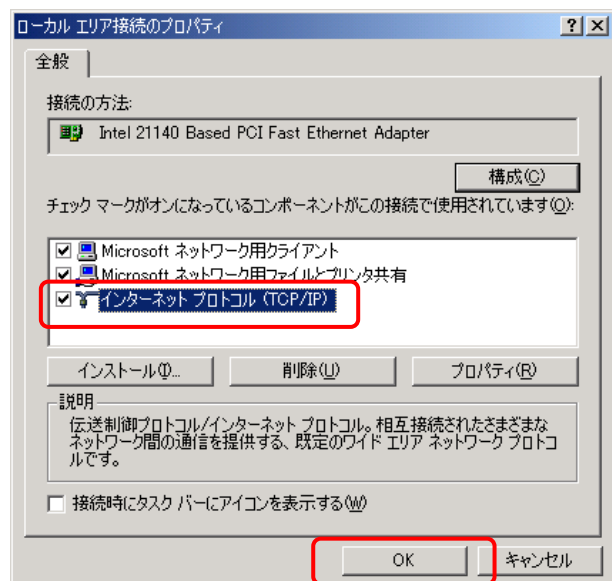 ローカル エリア接続のプロパティ
全般
接続の方法:
Intel 21140 Based PCI Fast Ethernet Adapter
構成(C)
チェック マークがオンになっているコンポーネントがこの接続で使用されています(O):
Microsoft ネットワーク用クライアント
Microsoft ネットワーク用ファイルとプリンタ共有
インターネット プロトコル (TCP/IP)
インストール(I)... 削除(U) プロパティ(R)
説明
伝送制御プロトコル/インターネット プロトコル。相互接続されたさまざまな
ネットワーク間の通信を提供する、既定のワイド エリア ネットワーク プロトコ
ルです。
接続時にタスク バーにアイコンを表示する(W)
OK キャンセル